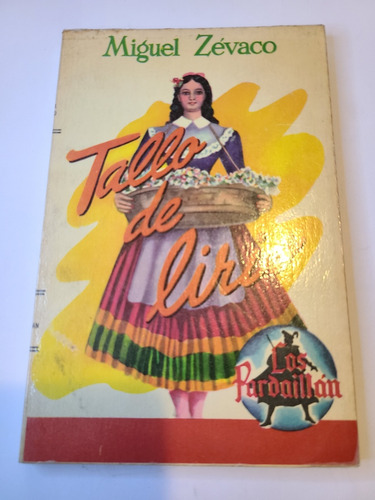 Miguel Zévaco
Tallo
de
lirio
Los
Pardaillán